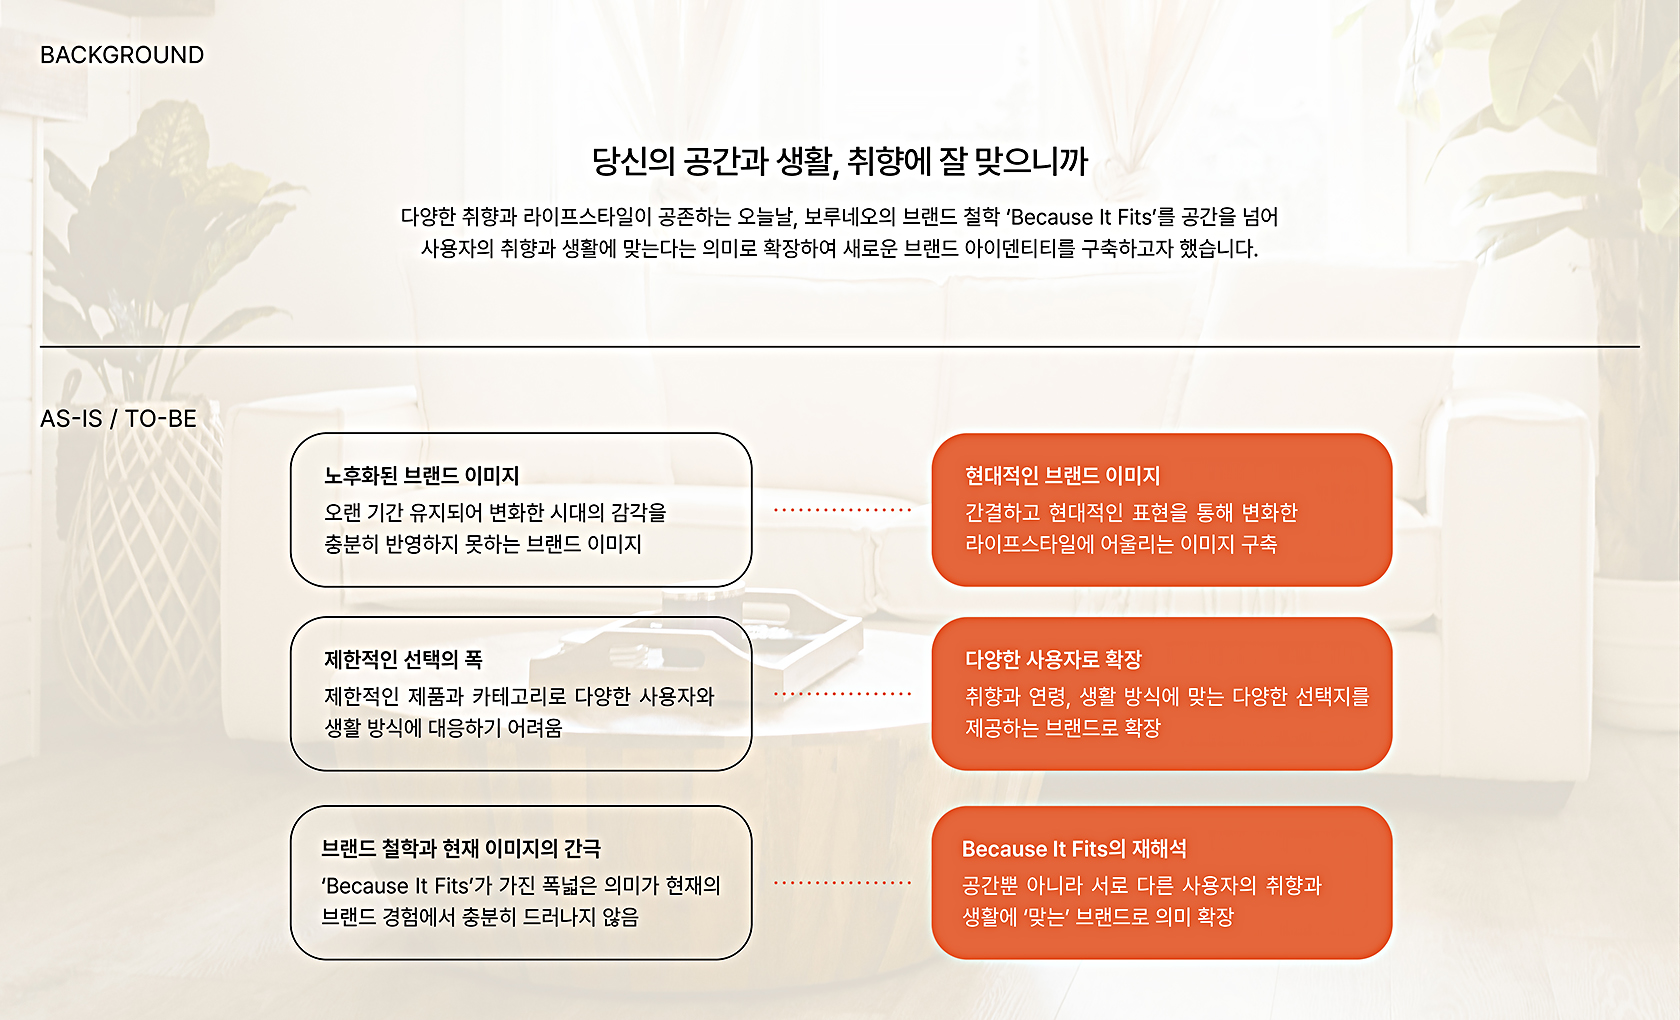 BACKGROUND
당신의 공간과 생활, 취향에 잘 맞으니까
다양한 취향과 라이프스타일이 공존하는 오늘날, 보루네오의 브랜드 철학 ‘Because It Fits’를 공간을 넘어
사용자의 취향과 생활에 맞는다는 의미로 확장하여 새로운 브랜드 아이덴티티를 구축하고자 했습니다.
AS-IS / TO-BE
노후화된 브랜드 이미지
오랜 기간 유지되어 변화한 시대의 감각을
충분히 반영하지 못하는 브랜드 이미지
현대적인 브랜드 이미지
간결하고 현대적인 표현을 통해 변화한
라이프스타일에 어울리는 이미지 구축
제한적인 선택의 폭
제한적인 제품과 카테고리로 다양한 사용자와
생활 방식에 대응하기 어려움
다양한 사용자로 확장
취향과 연령, 생활 방식에 맞는 다양한 선택지를
제공하는 브랜드로 확장
브랜드 철학과 현재 이미지의 간극
‘Because It Fits’가 가진 폭넓은 의미가 현재의
브랜드 경험에서 충분히 드러나지 않음
Because It Fits의 재해석
공간뿐 아니라 서로 다른 사용자의 취향과
생활에 ‘맞는’ 브랜드로 의미 확장